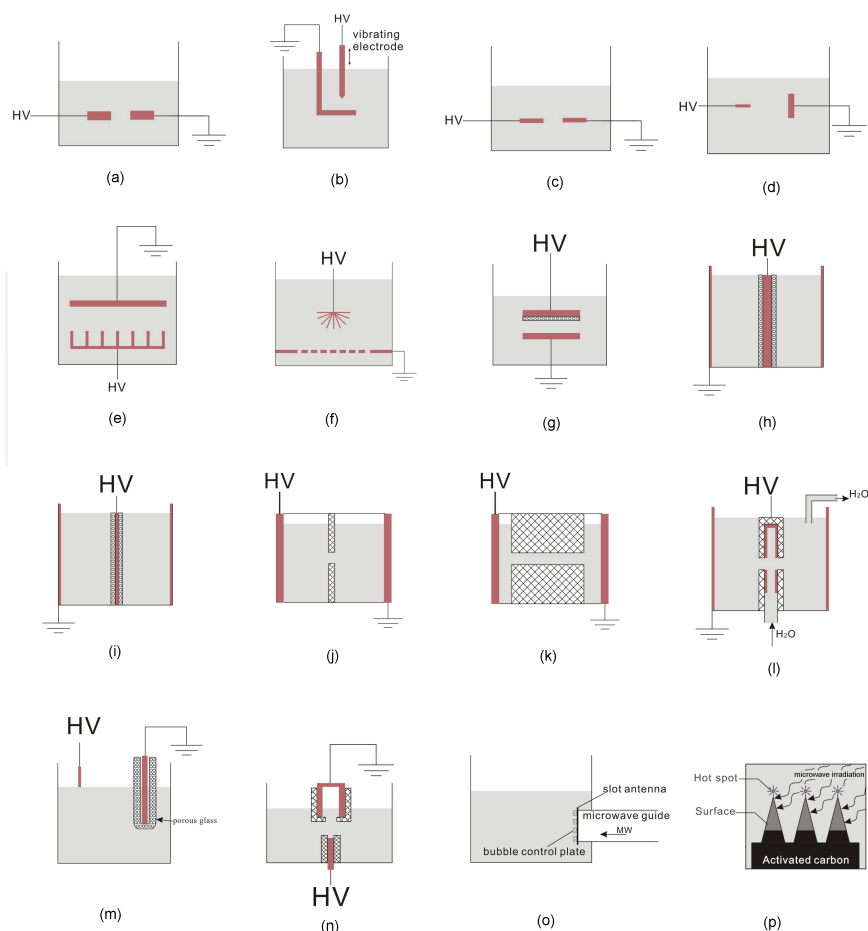 HV
(a)
HV
vibrating
electrode
(b)
HV
(c)
HV
(d)
HV
(e)
HV
(f)
HV
(g)
HV
(h)
HV
(i)
HV
(j)
HV
(k)
HV
H₂O
H₂O
(l)
HV
porous glass
(m)
HV
(n)
slot antenna
microwave guide
MW
bubble control plate
(o)
Hot spot
microwave irradiation
Surface
Activated carbon
(p)